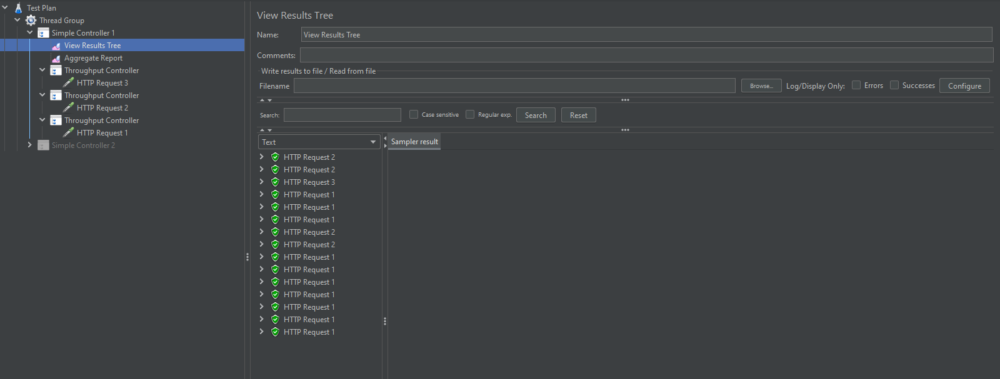 Test Plan
Thread Group
Simple Controller 1
View Results Tree
Aggregate Report
Throughput Controller
HTTP Request 3
Throughput Controller
HTTP Request 2
Throughput Controller
HTTP Request 1
Simple Controller 2
View Results Tree
Name: View Results Tree
Comments:
Write results to file / Read from file
Filename Browse... Log/Display Only: Errors Successes Configure
Search: Case sensitive Regular exp. Search Reset
Text Sampler result
HTTP Request 2
HTTP Request 2
HTTP Request 3
HTTP Request 1
HTTP Request 1
HTTP Request 1
HTTP Request 2
HTTP Request 2
HTTP Request 1
HTTP Request 1
HTTP Request 1
HTTP Request 1
HTTP Request 1
HTTP Request 1
HTTP Request 1